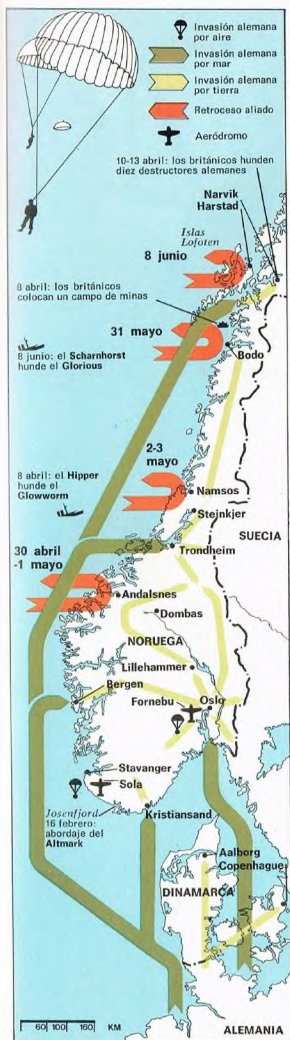 Invasión alemana
por aire
Invasión alemana
por mar
Invasión alemana
por tierra
Retroceso aliado
Aeródromo
10-13 abril: los británicos hunden
diez destructores alemanes
Narvik
Harstad
Islas
Lofoten
8 junio
8 abril: los británicos
colocan un campo de minas
31 mayo
8 junio: el Scharnhorst
hunde el Glorious
Bodo
2-3
mayo
8 abril: el Hipper
hunde el
Glowworm
Namsos
Steinkjer
SUECIA
30 abril
-1 mayo
Trondheim
Andalsnes
Dombas
NORUEGA
Lillehammer
Bergen
Fornebu
Oslo
Stavanger
Sola
Josenfjord
16 febrero:
abordaje del
Altmark
Kristiansand
Aalborg
Copenhague
DINAMARCA
60 100 160 KM
ALEMANIA